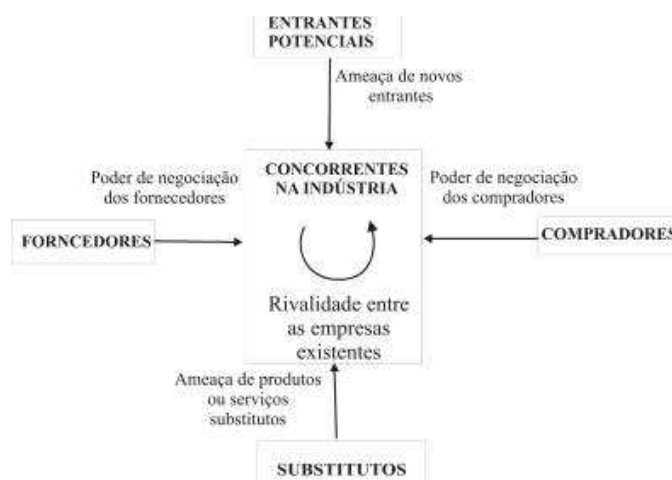 ENTRANTES
POTENCIAIS
Ameaça de novos
entrantes
CONCORRENTES
NA INDÚSTRIA
Poder de negociação
dos fornecedores
Poder de negociação
dos compradores
FORNCEDORES
COMPRADORES
Rivalidade entre
as empresas
existentes
Ameaça de produtos
ou serviços
substitutos
SUBSTITUTOS